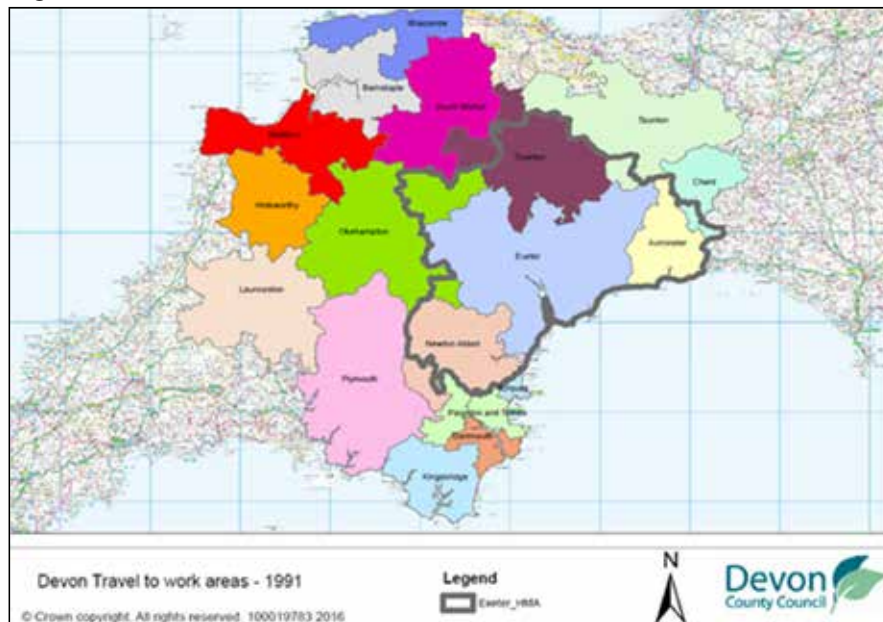 Ilfracombe
Barnstaple
South Molton
Taunton
Tiverton
Bideford
Chard
Holsworthy
Okehampton
Axminster
Exeter
Launceston
Newton Abbot
Plymouth
Paignton and Totnes
Dartmouth
Kingsbridge
N
Devon Travel to work areas - 1991
Legend
Exeter_HMA
Devon
County Council
© Crown copyright. All rights reserved. 100019783 2016